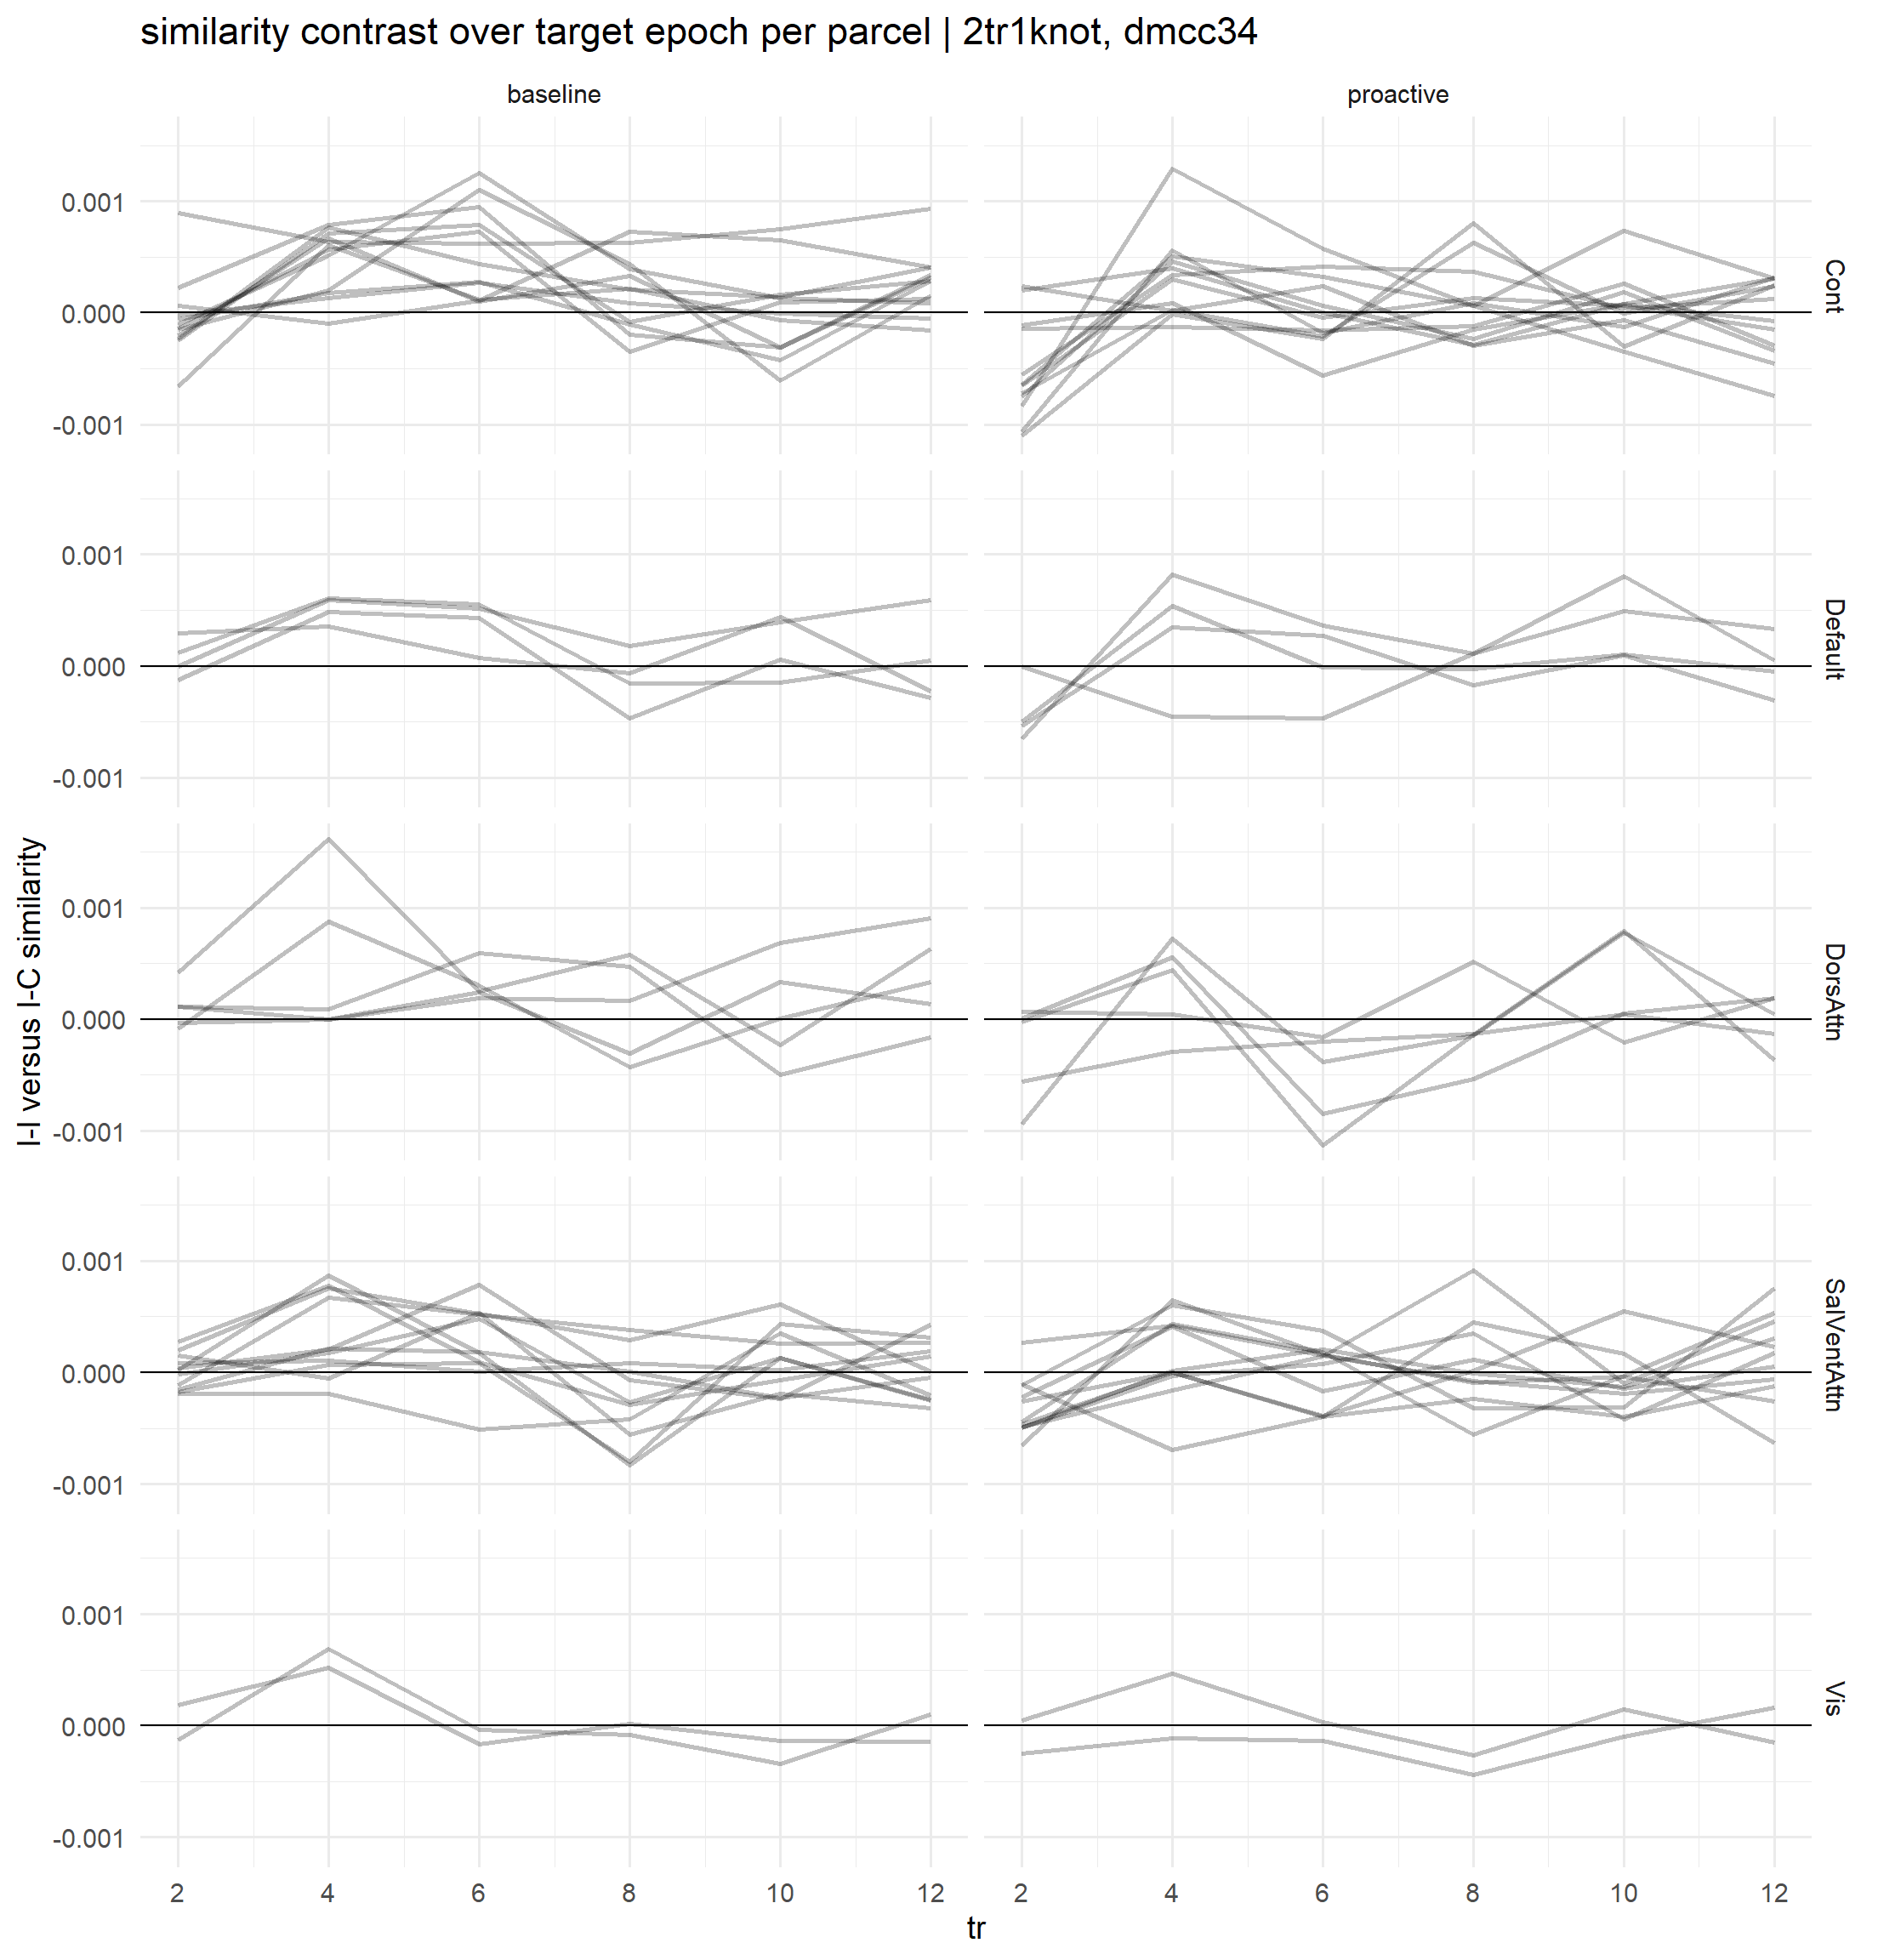 similarity contrast over target epoch per parcel | 2tr1knot, dmcc34
baseline
proactive
0.001
0.000
-0.001
Cont
0.001
0.000
-0.001
Default
0.001
0.000
-0.001
DorsAttn
0.001
0.000
-0.001
SalVentAttn
0.001
0.000
-0.001
Vis
I-I versus I-C similarity
2 4 6 8 10 12
2 4 6 8 10 12
tr